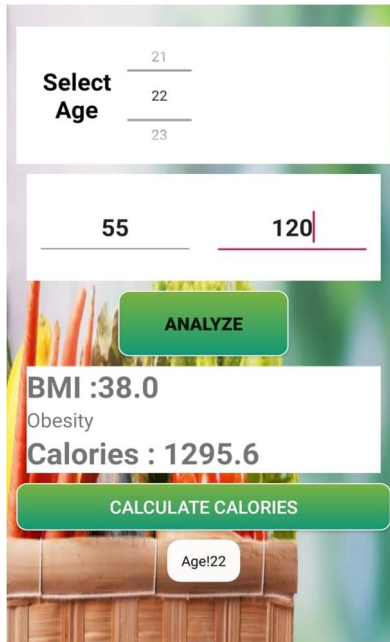 21
Select
Age
22
23
55
120
ANALYZE
BMI :38.0
Obesity
Calories : 1295.6
CALCULATE CALORIES
Age!22